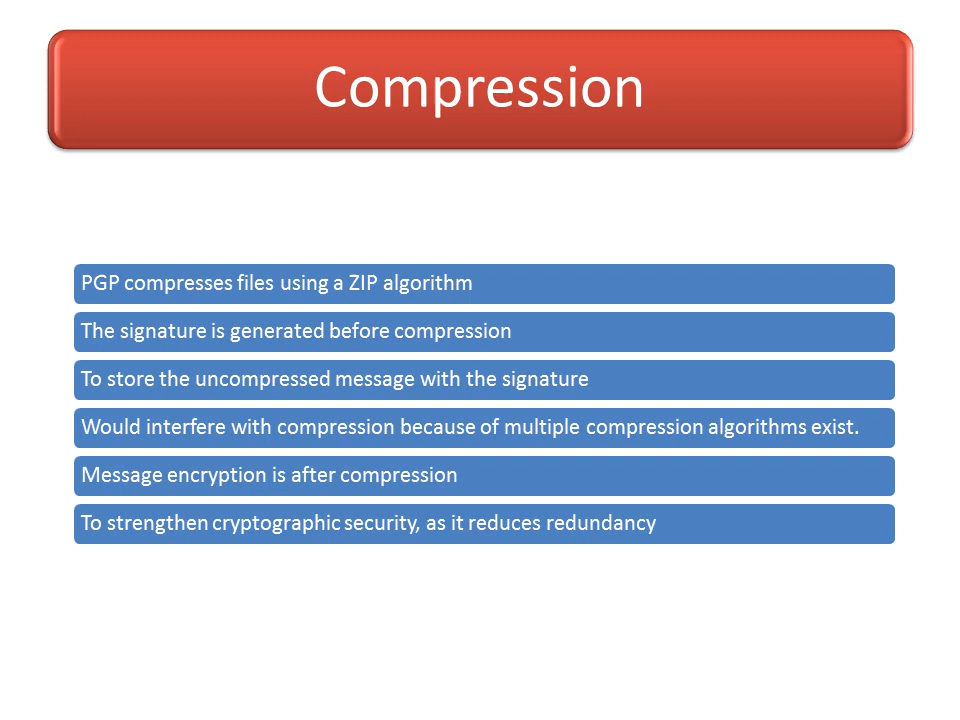 Compression
PGP compresses files using a ZIP algorithm
The signature is generated before compression
To store the uncompressed message with the signature
Would interfere with compression because of multiple compression algorithms exist.
Message encryption is after compression
To strengthen cryptographic security, as it reduces redundancy